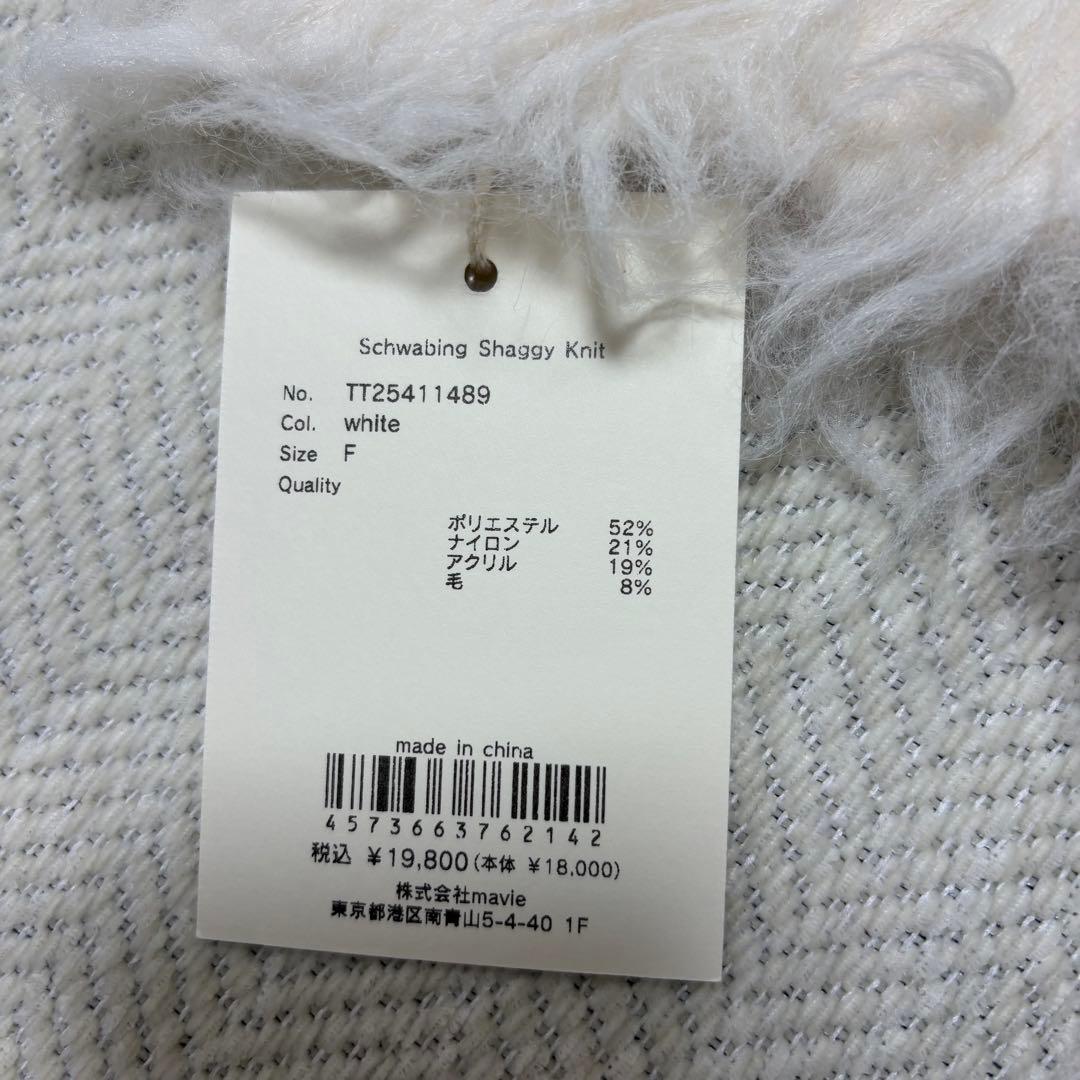 Schwabing Shaggy Knit
No. TT25411489
Col. white
Size F
Quality
ポリエステル 52%
ナイロン 21%
アクリル 19%
毛 8%
made in china
4573663762142
税込 ¥19,800(本体 ¥18,000)
株式会社mavie
東京都港区南青山5-4-40 1F